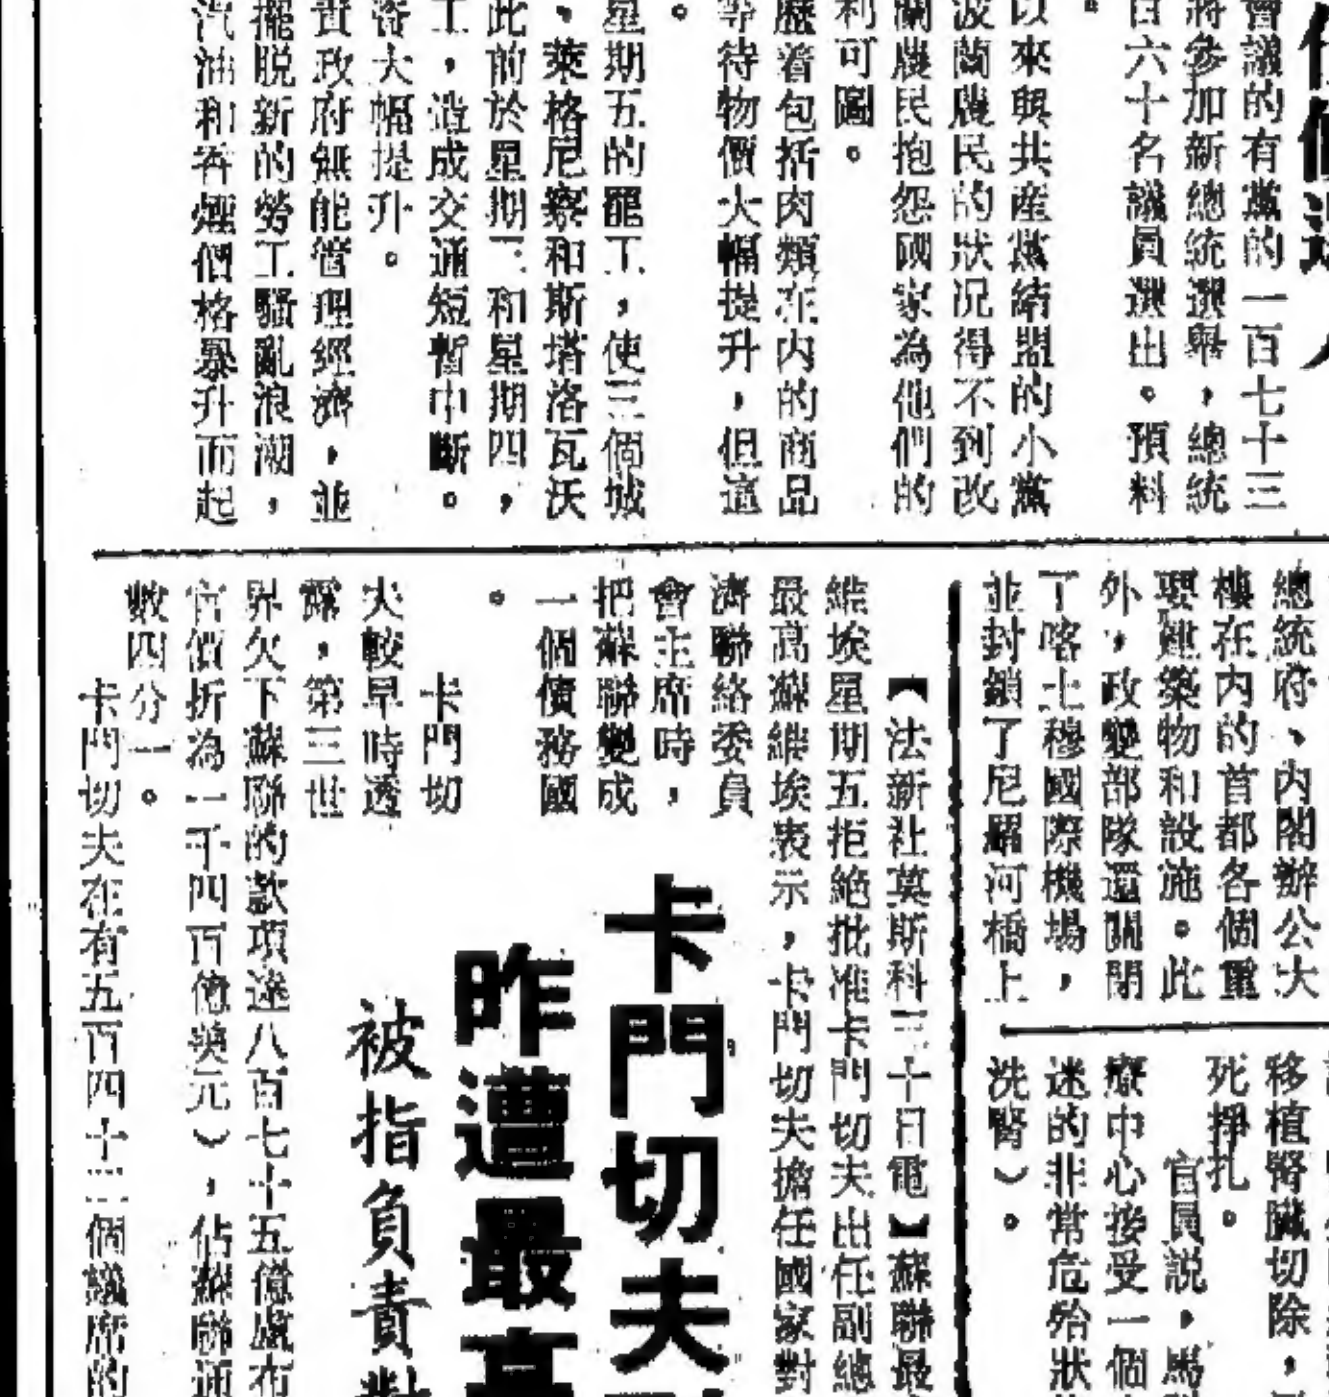 會議的有黨的一百七十三
將參加新總統選舉，總統
日六十名議員選出。預料
。
以來與共産黨結盟的小黨
波蘭農民的狀況得不到改
蘭農民抱怨國家為他們的
利可圖。
壓着包括肉類在內的商品
等待物價大幅提升，但這
。
星期五的罷工，使三個城
、萊格尼察和斯塔洛瓦沃
此前於星期三和星期四，
工，造成交通短暫中斷。
資大幅提升。
責政府無能管理經濟，並
擺脱新的勞工騷亂浪潮，
汽油和香煙價格暴升而起
總統府、內閣辦公大
樓在內的首都各個重
要建築物和設施。此
外，政變部隊還關閉
了喀土穆國際機場，
並封鎖了尼羅河橋上
移植腎臟切除，
死掙扎。
官員説，馬
療中心接受一個
迷的非常危殆狀
洗腎）。
卡門切夫
昨遭最高
被指負責對
【法新社莫斯科三十日電】蘇聯最
維埃星期五拒絕批准卡門切夫出任副總
最高蘇維埃表示，卡門切夫擔任國家對
濟聯絡委員
會主席時，
把蘇聯變成
一個債務國
。
卡門切
夫較早時透
露，第三世
界欠下蘇聯的款項達八百七十五億盧布
官價折為一千四百億美元），佔蘇聯通
數四分一。
卡門切夫在有五百四十二個議席的